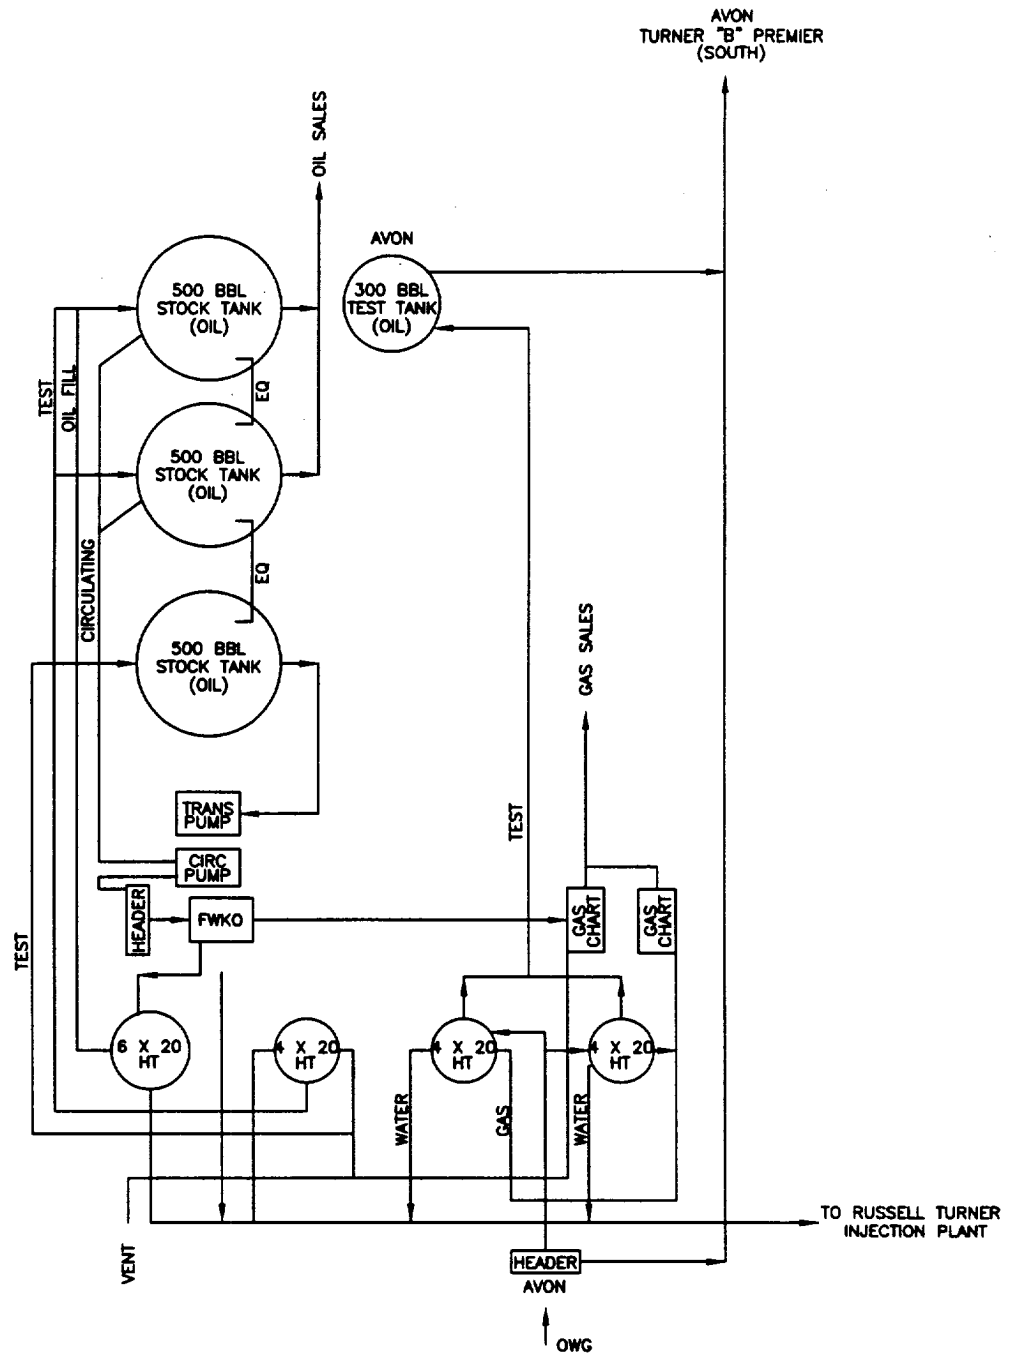 AVON
TURNER "B" PREMIER
(SOUTH)
OIL SALES
AVON
500 BBL
STOCK TANK
(OIL)
300 BBL
TEST TANK
(OIL)
TEST
OIL FILL
EQ
500 BBL
STOCK TANK
(OIL)
CIRCULATING
EQ
500 BBL
STOCK TANK
(OIL)
GAS SALES
TRANS
PUMP
TEST
CIRC
PUMP
HEADER
FWKO
GAS
CHART
GAS
CHART
TEST
6 X 20
HT
4 X 20
HT
4 X 20
HT
4 X 20
HT
WATER
GAS
WATER
TO RUSSELL TURNER
INJECTION PLANT
VENT
HEADER
AVON
OWG